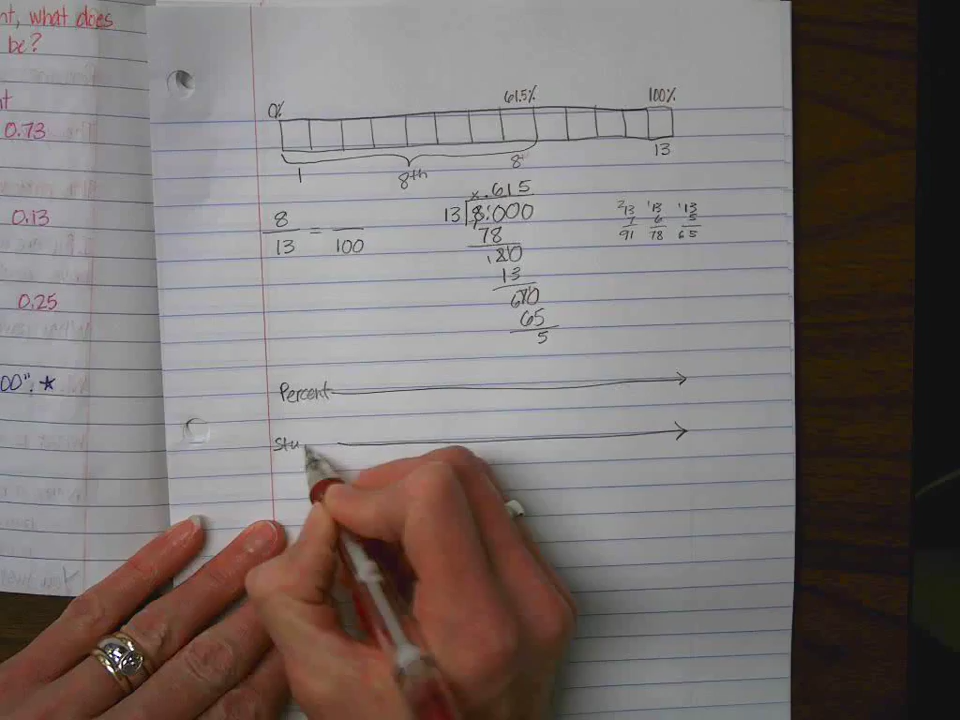 nt, what does
be?
nt
0.73
0.13
0.25
00". ★
0% 61.5% 100%
1 8th 8 13
8/13 = /100
.615
13 8.000
78
20
13
70
65
5
13 13 13
7 6 5
91 78 65
Percent
Stu